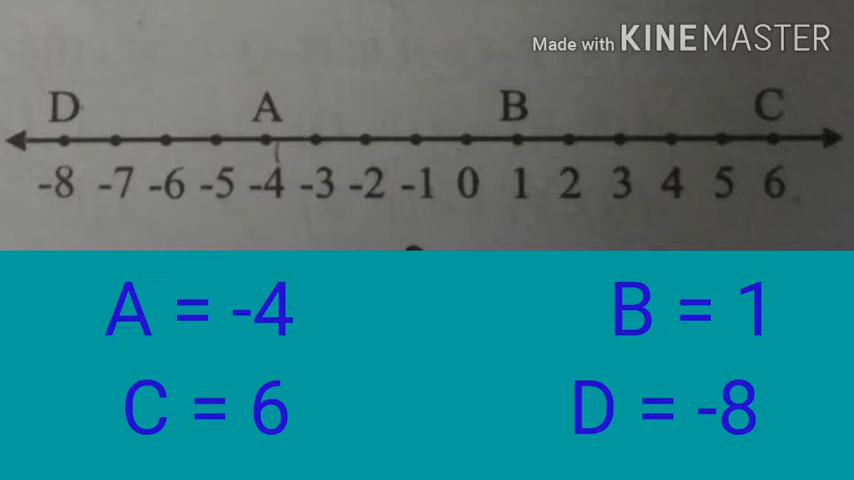 Made with KINEMASTER
D A B C
-8 -7 -6 -5 -4 -3 -2 -1 0 1 2 3 4 5 6
A = -4 B = 1
C = 6 D = -8